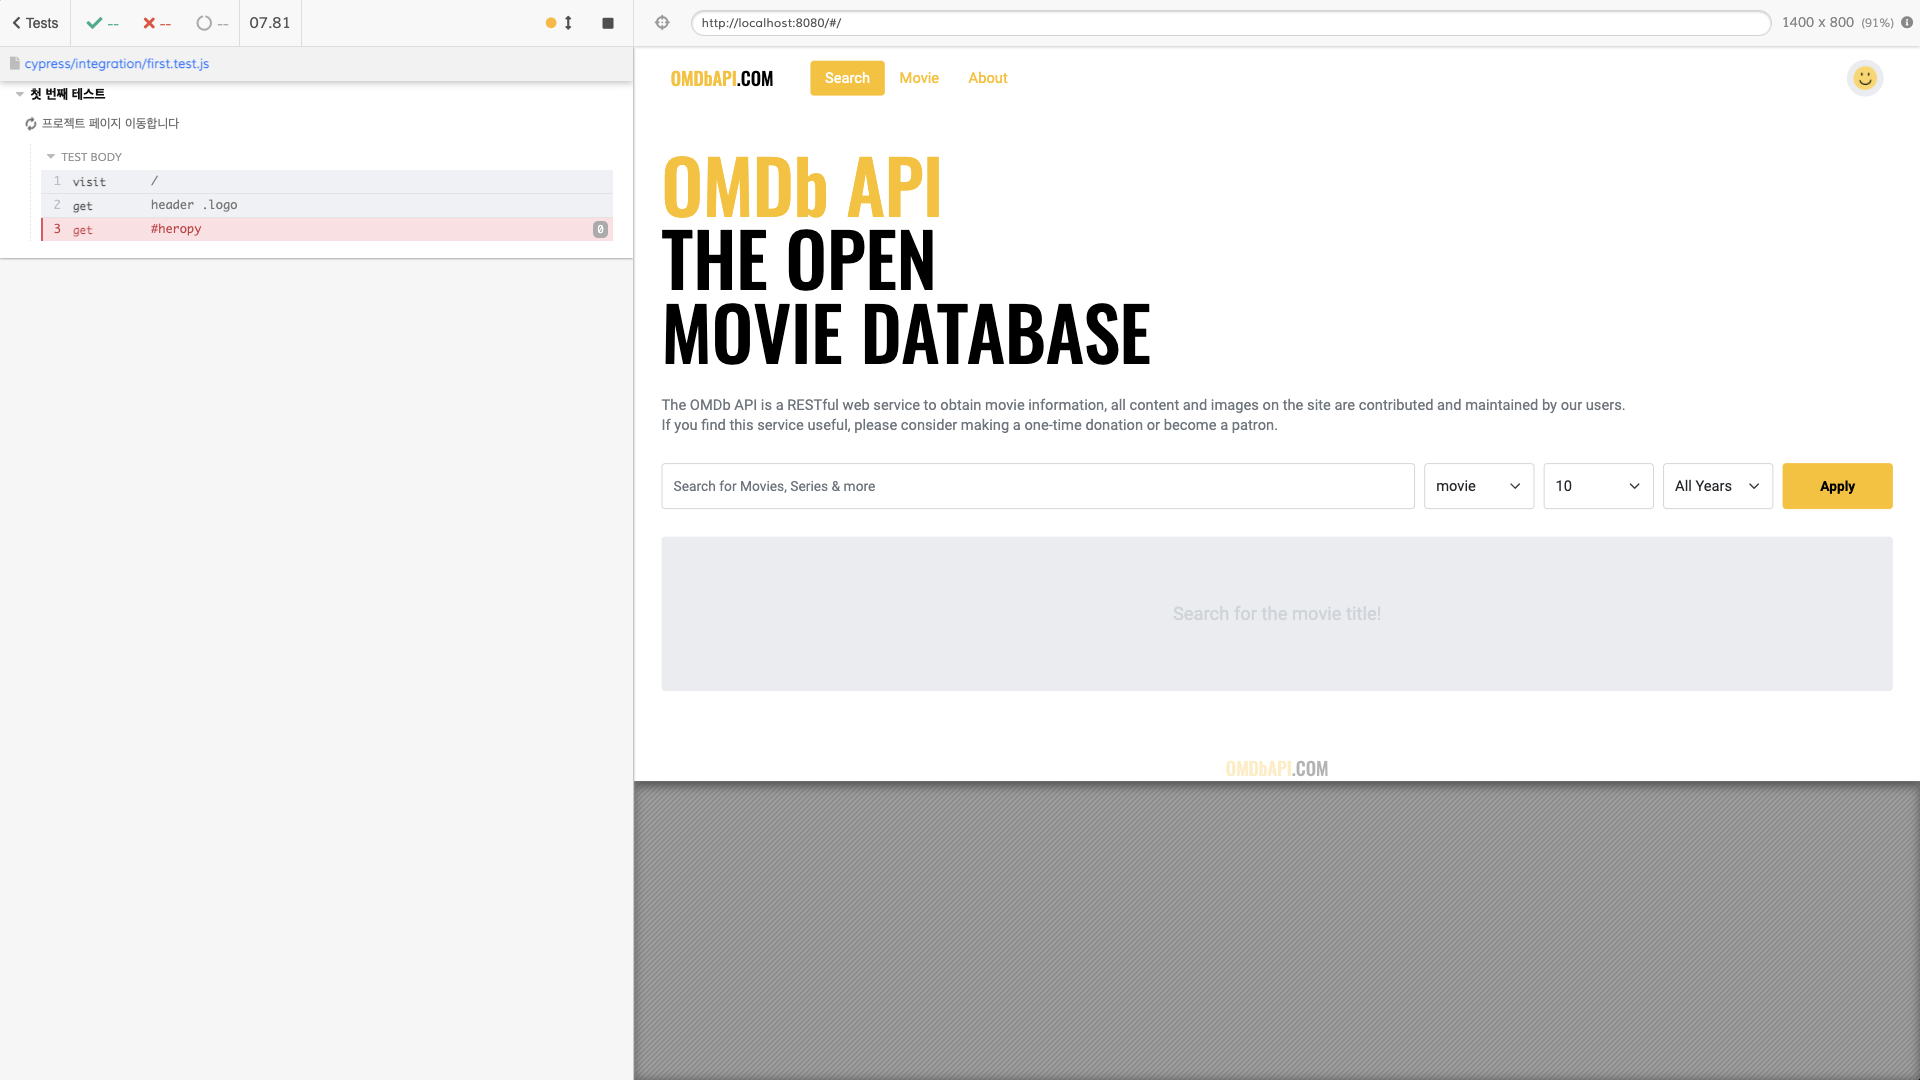 Tests
--
--
--
07.81
http://localhost:8080/#/
1400 x 800 (91%)
cypress/integration/first.test.js
첫 번째 테스트
프로젝트 페이지 이동합니다
TEST BODY
1 visit /
2 get header .logo
3 get #heropy 0
OMDbAPI.COM
Search
Movie
About
OMDb API
THE OPEN
MOVIE DATABASE
The OMDb API is a RESTful web service to obtain movie information, all content and images on the site are contributed and maintained by our users.
If you find this service useful, please consider making a one-time donation or become a patron.
Search for Movies, Series & more
movie
10
All Years
Apply
Search for the movie title!
OMDbAPI.COM